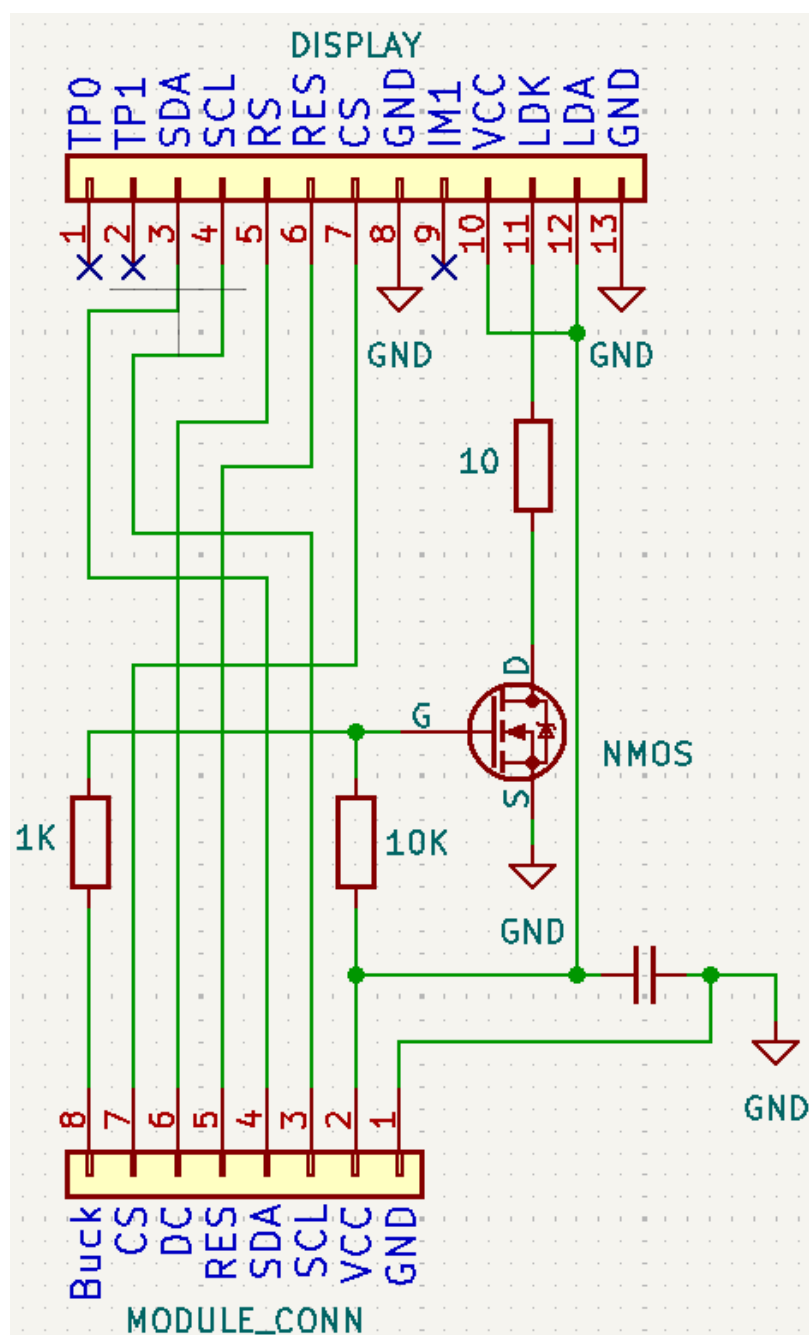 DISPLAY
TP0 TP1 SDA SCL RS RES CS GND IM1 VCC LDK LDA GND
1 2 3 4 5 6 7 8 9 10 11 12 13
GND GND
10
D
G
NMOS
S
1K 10K
GND
GND
8 7 6 5 4 3 2 1
Buck CS DC RES SDA SCL VCC GND
MODULE_CONN